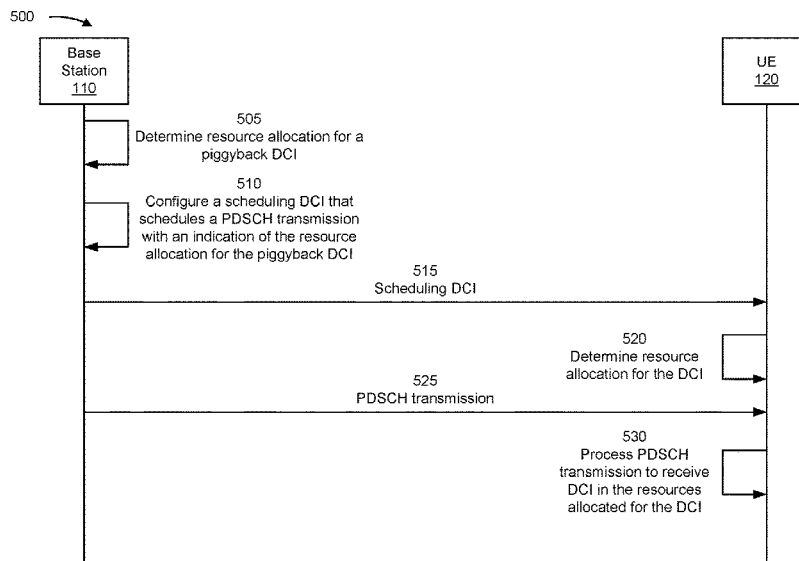 500
Base
Station
110
UE
120
505
Determine resource allocation for a
piggyback DCI
510
Configure a scheduling DCI that
schedules a PDSCH transmission
with an indication of the resource
allocation for the piggyback DCI
515
Scheduling DCI
520
Determine resource
allocation for the DCI
525
PDSCH transmission
530
Process PDSCH
transmission to receive
DCI in the resources
allocated for the DCI